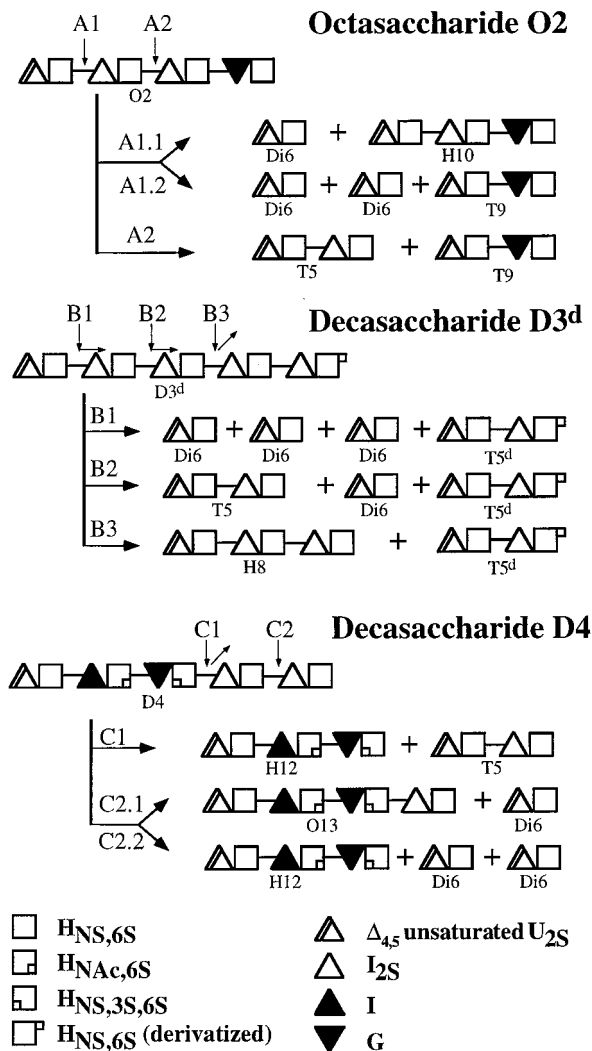 A1 A2 Octasaccharide O2
O2
A1.1 + 
Di6 H10
A1.2 + +
Di6 Di6 T9
A2 +
T5 T9
Decasaccharide D3d
B1 B2 B3
D3d
B1 + + +
Di6 Di6 Di6 T5d
B2 + +
T5 Di6 T5d
B3 +
H8 T5d
Decasaccharide D4
C1 C2
D4
C1 +
H12 T5
C2.1 +
O13 Di6
C2.2 + +
H12 Di6 Di6
HNS,6S Δ4,5 unsaturated U2S
HNAc,6S I2S
HNS,3S,6S I
HNS,6S (derivatized) G